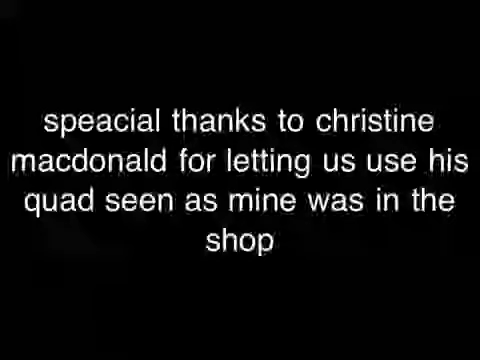 speacial thanks to christine
macdonald for letting us use his
quad seen as mine was in the
shop